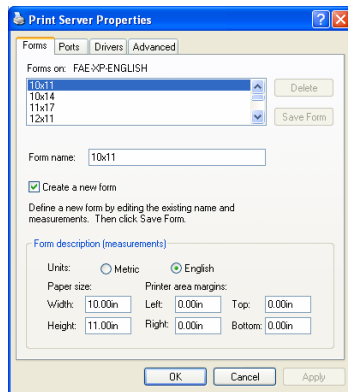 Print Server Properties
Forms Ports Drivers Advanced
Forms on: FAE-XP-ENGLISH
10x11
10x14
11x17
12x11
Delete
Save Form
Form name: 10x11
Create a new form
Define a new form by editing the existing name and
measurements. Then click Save Form.
Form description (measurements)
Units: Metric English
Paper size: Printer area margins:
Width: 10.00in Left: 0.00in Top: 0.00in
Height: 11.00in Right: 0.00in Bottom: 0.00in
OK Cancel Apply